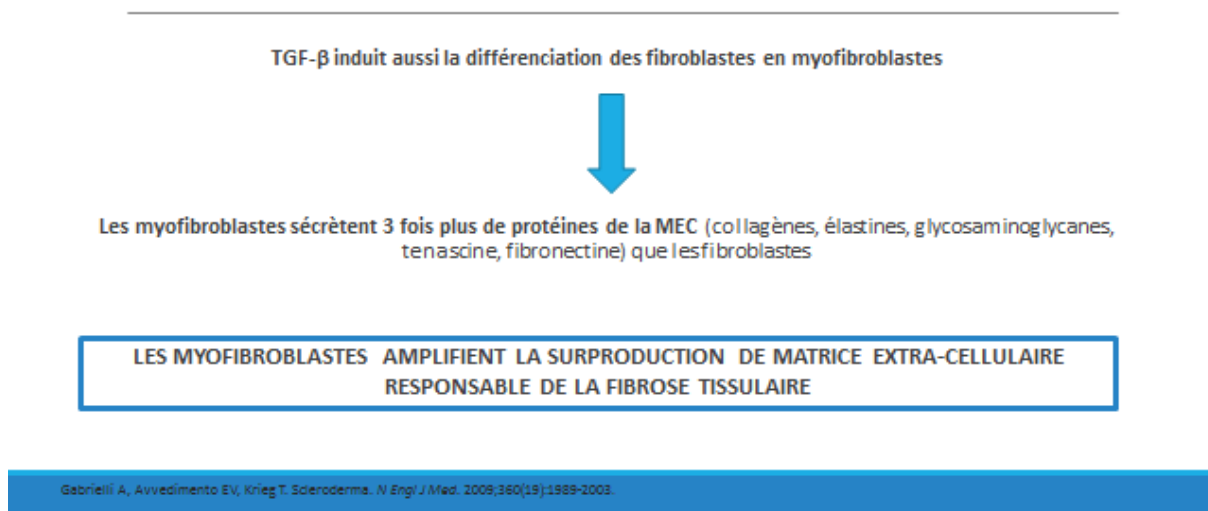 TGF-β induit aussi la différenciation des fibroblastes en myofibroblastes
Les myofibroblastes sécrètent 3 fois plus de protéines de la MEC (collagènes, élastines, glycosaminoglycanes,
tenascine, fibronectine) que lesfibroblastes
LES MYOFIBROBLASTES AMPLIFIENT LA SURPRODUCTION DE MATRICE EXTRA-CELLULAIRE
RESPONSABLE DE LA FIBROSE TISSULAIRE
Gabrielli A, Avvedimento EV, Krieg T. Scleroderma. N Engl J Med. 2009;360(19):1989-2003.